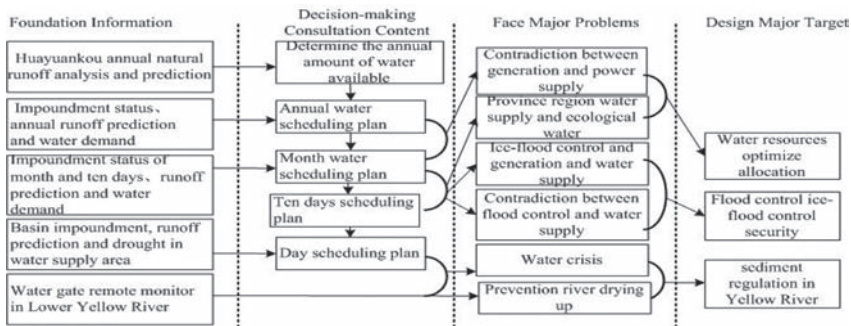 Foundation Information
Decision-making
Consultation Content
Face Major Problems
Design Major Target
Huayuankou annual natural
runoff analysis and prediction
Impoundment status、
annual runoff prediction
and water demand
Impoundment status of
month and ten days、runoff
prediction and water
demand
Basin impoundment, runoff
prediction and drought in
water supply area
Water gate remote monitor
in Lower Yellow River
Determine the annual
amount of water
available
Annual water
scheduling plan
Month water
scheduling plan
Ten days scheduling
plan
Day scheduling plan
Contradiction between
generation and power
supply
Province region water
supply and ecological
water
Ice-flood control and
generation and water
supply
Contradiction between
flood control and water
supply
Water crisis
Prevention river drying
up
Water resources
optimize allocation
Flood control ice-
flood control
security
sediment
regulation in
Yellow River